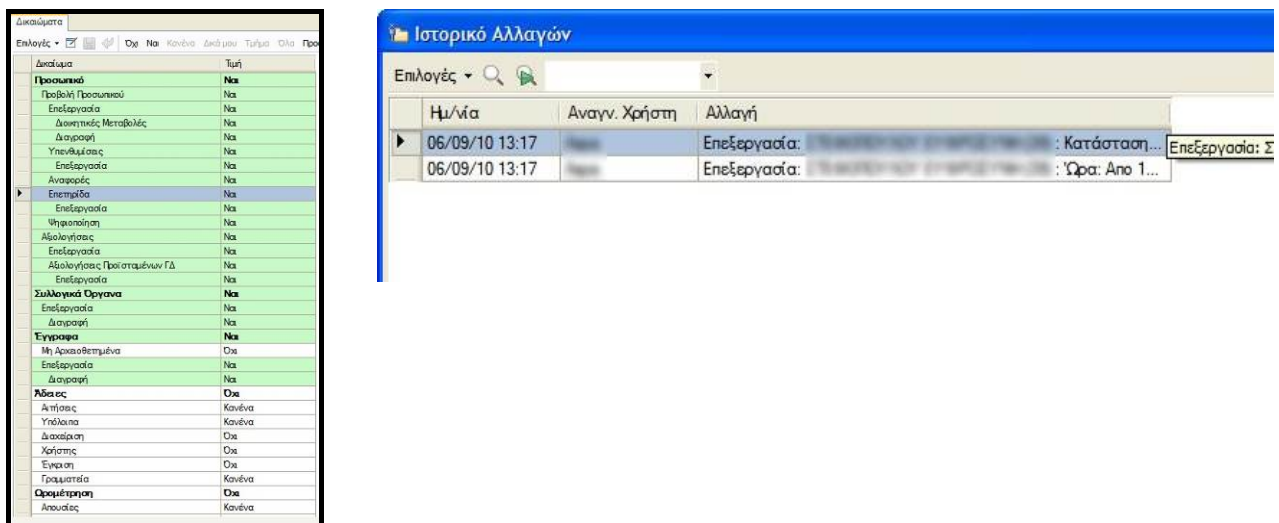 Δικαιώματα
Επιλογές Όχι Ναι Κανένα Δικά μου Τμήμα Όλα Προσ
Δικαίωμα Τιμή
Προσωπικό Ναι
Προβολή Προσωπικού Ναι
Επεξεργασία Ναι
Διοικητικές Μεταβολές Ναι
Διαγραφή Ναι
Υπενθυμίσεις Ναι
Επεξεργασία Ναι
Αναφορές Ναι
Επετηρίδα Ναι
Επεξεργασία Ναι
Ψηφιοποίηση Ναι
Αξιολογήσεις Ναι
Επεξεργασία Ναι
Αξιολογήσεις Προϊσταμένων ΓΔ Ναι
Επεξεργασία Ναι
Συλλογικά Όργανα Ναι
Επεξεργασία Ναι
Διαγραφή Ναι
Έγγραφα Ναι
Μη Αρχειοθετημένα Όχι
Επεξεργασία Ναι
Διαγραφή Ναι
Άδειες Όχι
Αιτήσεις Κανένα
Υπόλοιπα Κανένα
Διαχείριση Όχι
Χρήστης Όχι
Έγκριση Όχι
Γραμματεία Κανένα
Ωρομέτρηση Όχι
Απουσίες Κανένα
Ιστορικό Αλλαγών
Επιλογές
Ημ/νία Αναγν. Χρήστη Αλλαγή
06/09/10 13:17 Επεξεργασία: : Κατάσταση... Επεξεργασία: Σ
06/09/10 13:17 Επεξεργασία: : Ώρα: Απο 1...